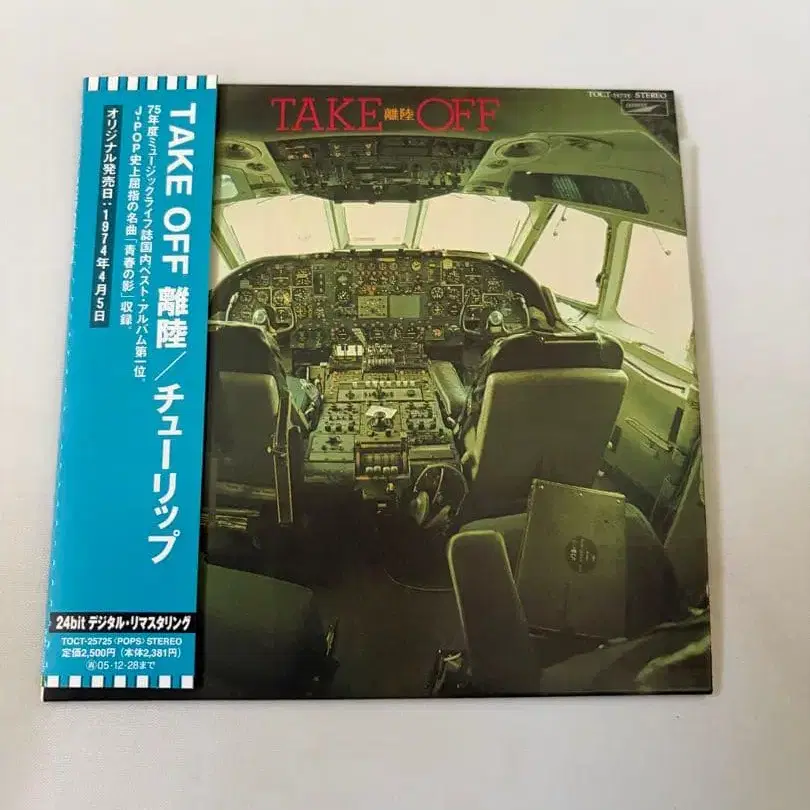 TAKE OFF 離陸/チューリップ
75年度ミュージックライフ誌国内ベスト・アルバム第一位。
J-POP史上屈指の名曲「青春の影」収録。
オリジナル発売日:1974年4月5日
24bit デジタル・リマスタリング
TOCT-25725〈POPS〉STEREO
定価2,500円(本体2,381円)
Ⓨ05・12・28まで
TAKE 離陸 OFF
TOCT-25725 STEREO